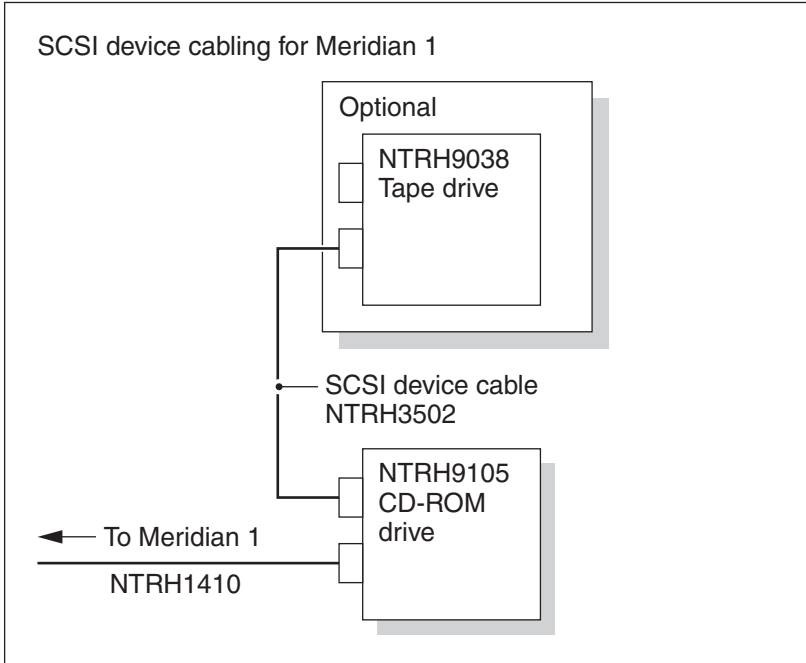 SCSI device cabling for Meridian 1
Optional
NTRH9038
Tape drive
SCSI device cable
NTRH3502
NTRH9105
CD-ROM
drive
To Meridian 1
NTRH1410